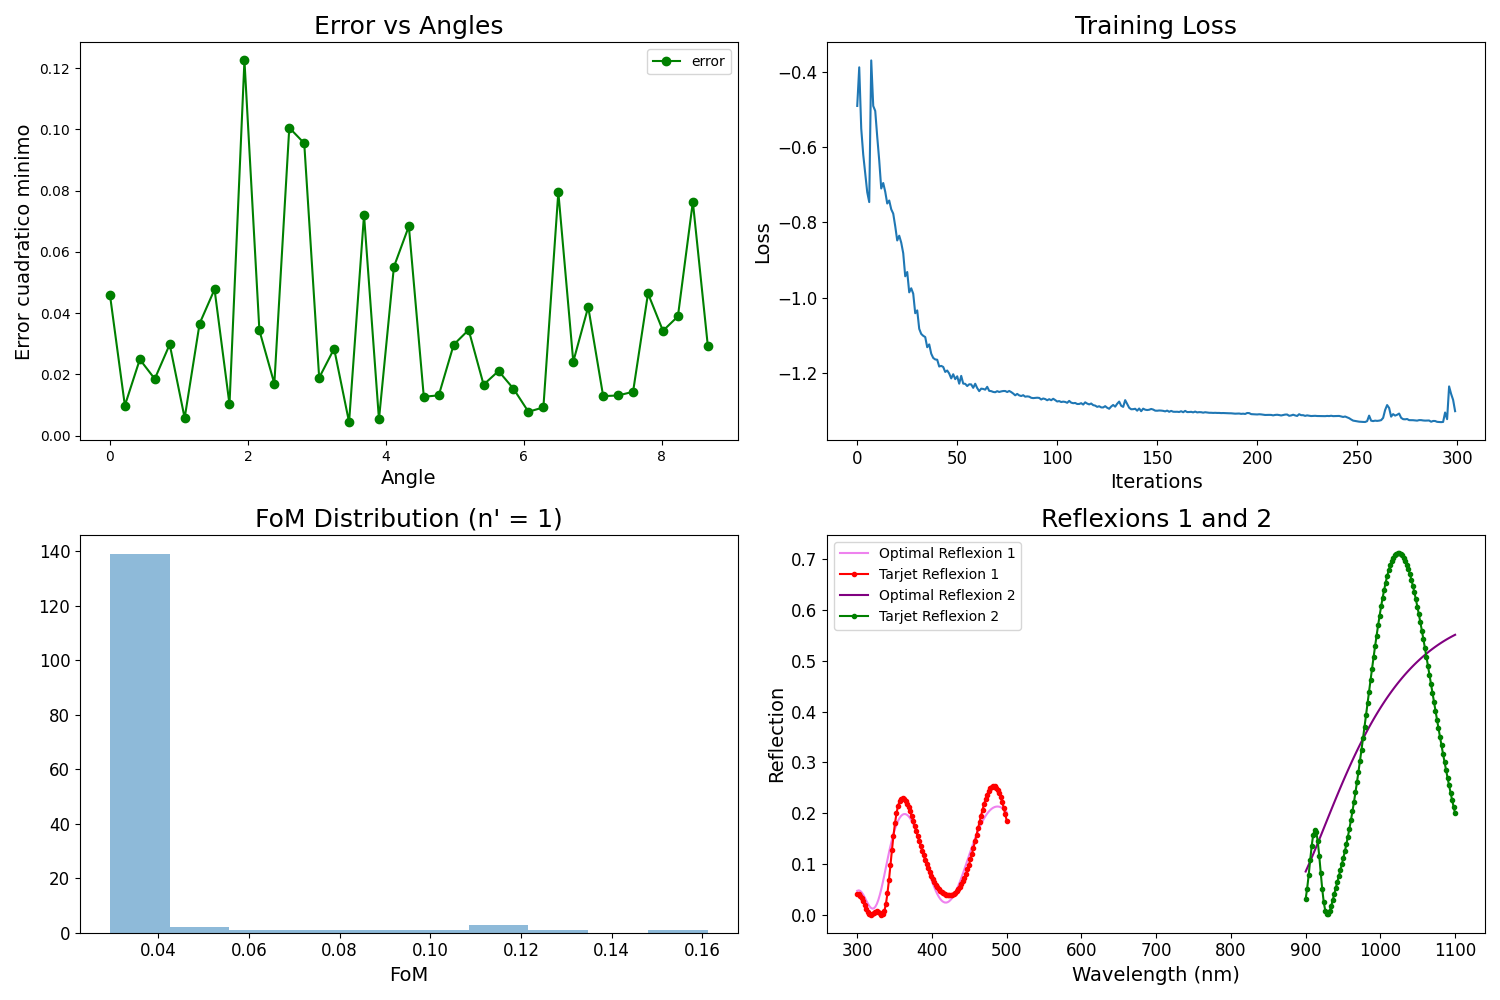 Error vs Angles
error
0.12
0.10
0.08
0.06
0.04
0.02
0.00
Error cuadratico minimo
0 2 4 6 8
Angle
Training Loss
−0.4
−0.6
−0.8
−1.0
−1.2
Loss
0 50 100 150 200 250 300
Iterations
FoM Distribution (n' = 1)
140
120
100
80
60
40
20
0
0.04 0.06 0.08 0.10 0.12 0.14 0.16
FoM
Reflexions 1 and 2
Optimal Reflexion 1
Tarjet Reflexion 1
Optimal Reflexion 2
Tarjet Reflexion 2
0.7
0.6
0.5
0.4
0.3
0.2
0.1
0.0
Reflection
300 400 500 600 700 800 900 1000 1100
Wavelength (nm)